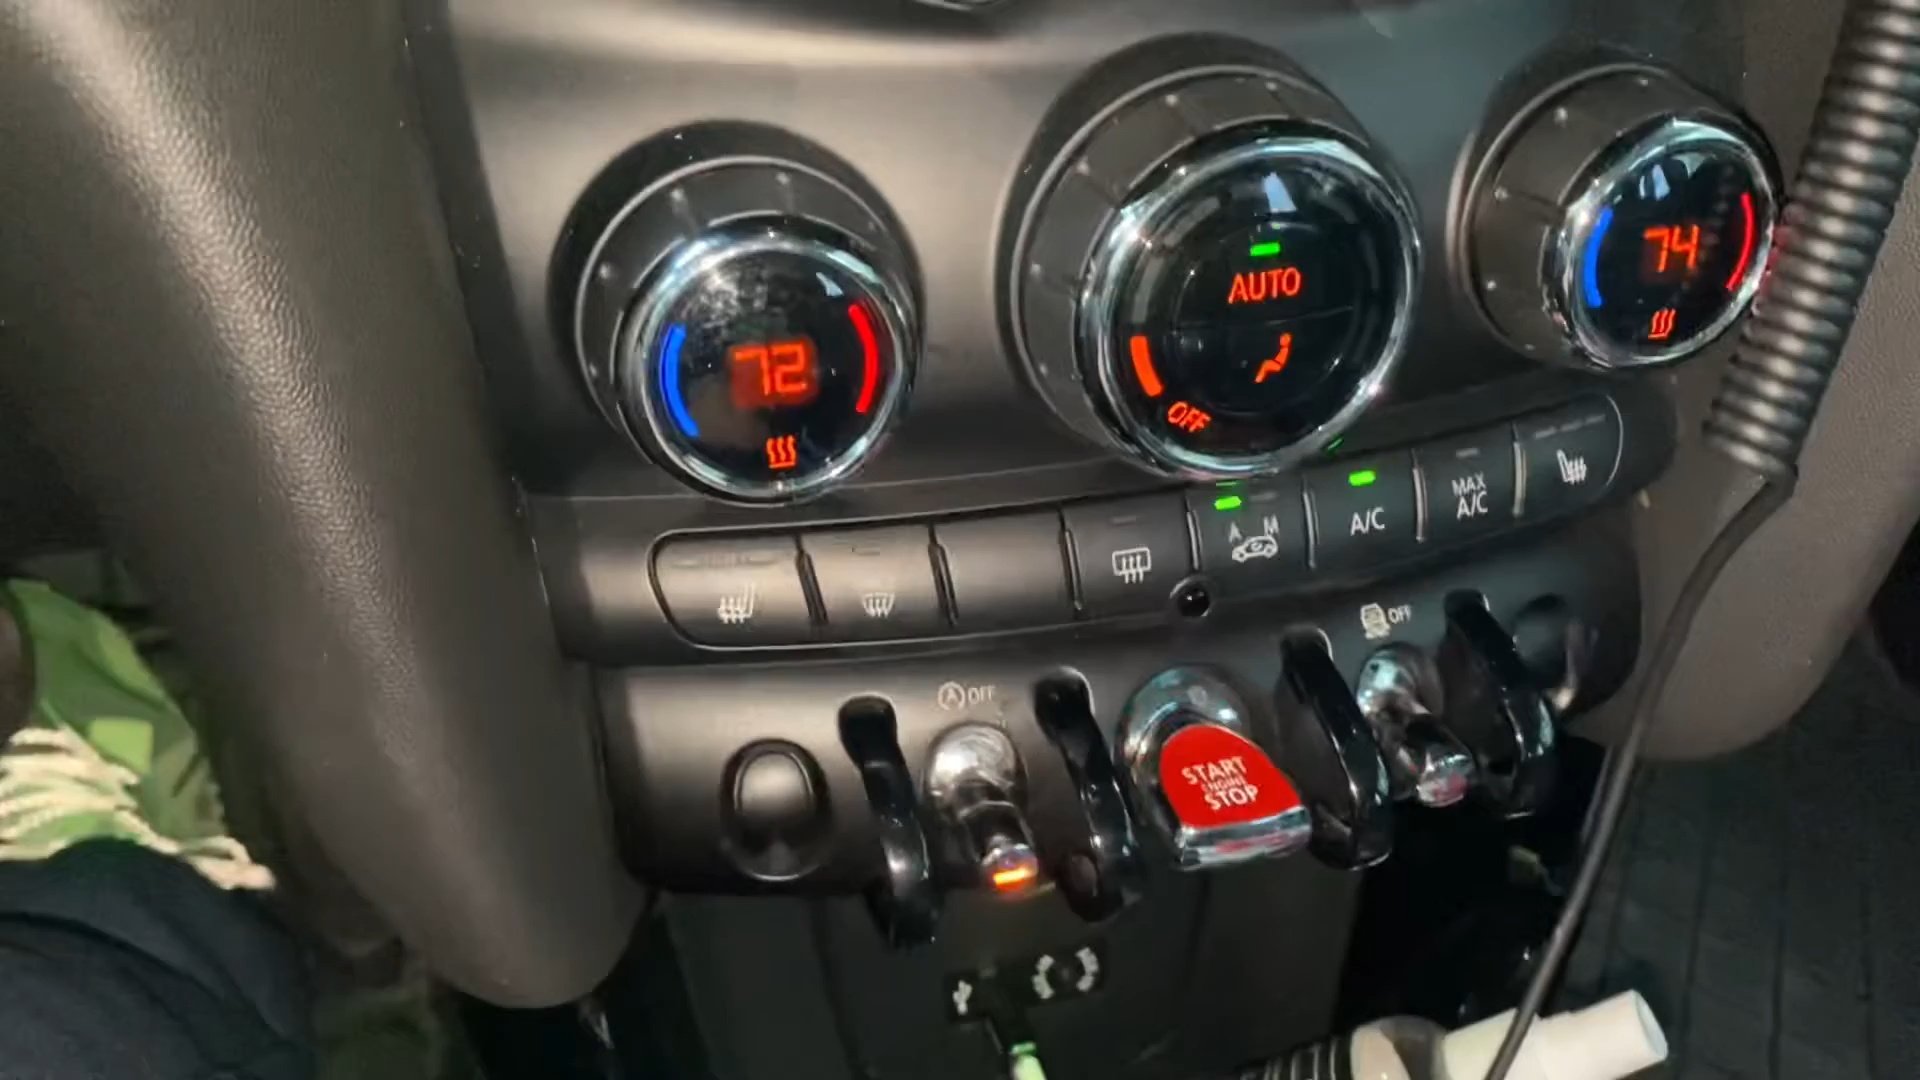 72
AUTO
OFF
74
A M
A/C
MAX
A/C
A OFF
OFF
START
ENGINE
STOP